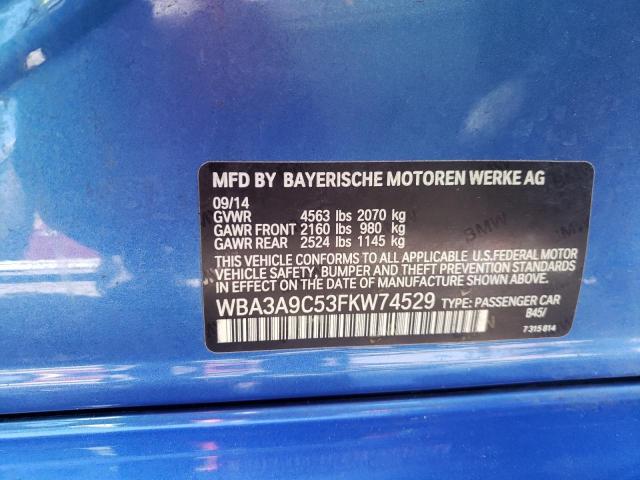 MFD BY BAYERISCHE MOTOREN WERKE AG
09/14
GVWR 4563 lbs 2070 kg
GAWR FRONT 2160 lbs 980 kg
GAWR REAR 2524 lbs 1145 kg
THIS VEHICLE CONFORMS TO ALL APPLICABLE U.S.FEDERAL MOTOR
VEHICLE SAFETY, BUMPER AND THEFT PREVENTION STANDARDS
IN EFFECT ON THE DATE OF MANUFACTURE SHOWN ABOVE.
WBA3A9C53FKW74529 TYPE: PASSENGER CAR
B45/
7 315 814
BMW